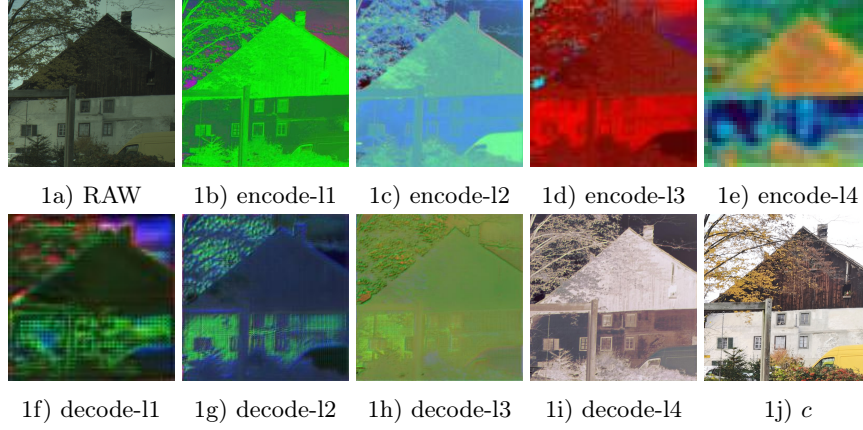 1a) RAW 1b) encode-l1 1c) encode-l2 1d) encode-l3 1e) encode-l4
1f) decode-l1 1g) decode-l2 1h) decode-l3 1i) decode-l4 1j) c